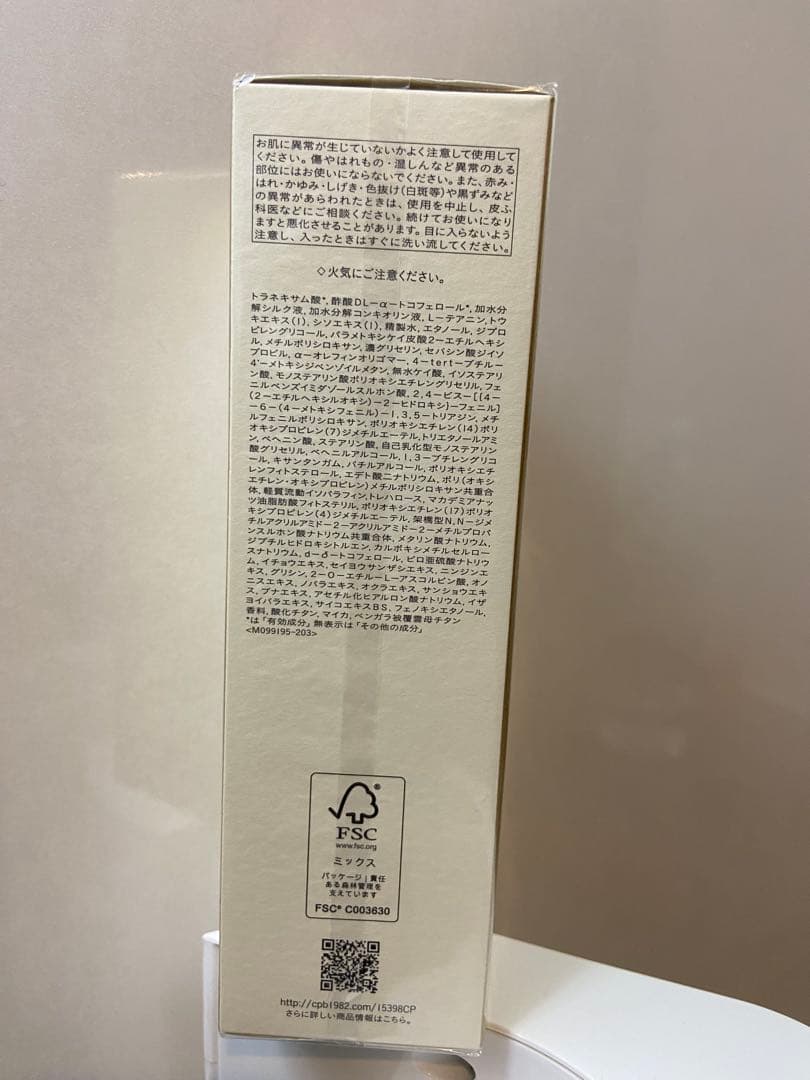 お肌に異常が生じていないかよく注意して使用して
ください。傷やはれもの・湿しんなど異常のある
部位にはお使いにならないでください。また、赤み・
はれ・かゆみ・しげき・色抜け(白斑等)や黒ずみなど
の異常があらわれたときは、使用を中止し、皮ふ
科医などにご相談ください。続けてお使いになり
ますと悪化させることがあります。目に入らないよう
注意し、入ったときはすぐに洗い流してください。
◇火気にご注意ください。
トラネキサム酸*, 酢酸DL−α−トコフェロール*, 加水分
解シルク液, 加水分解コンキオリン液, L−テアニン, トウ
キエキス(1), シソエキス(1), 精製水, エタノール, ジプロ
ピレングリコール, パラメトキシケイ皮酸2−エチルヘキシ
ル, メチルポリシロキサン, 濃グリセリン, セバシン酸ジイソ
プロピル, α−オレフィンオリゴマー, 4−tert−ブチル−
4'−メトキシジベンゾイルメタン, 無水ケイ酸, イソステアリ
ン酸, モノステアリン酸ポリオキシエチレングリセリル, フェ
ニルベンズイミダゾールスルホン酸, 2,4−ビス−[{4−
(2−エチルヘキシルオキシ)−2−ヒドロキシ}−フェニル]
−6−(4−メトキシフェニル)−1,3,5−トリアジン, メチ
ルフェニルポリシロキサン, ポリオキシエチレン(14)ポリ
オキシプロピレン(7)ジメチルエーテル, トリエタノールアミ
ン, ベヘニン酸, ステアリン酸, 自己乳化型モノステアリン
酸グリセリル, ベヘニルアルコール, 1,3−ブチレングリコ
ール, キサンタンガム, バチルアルコール, ポリオキシエチ
レンフィトステロール, エデト酸二ナトリウム, ポリ(オキシ
エチレン・オキシプロピレン)メチルポリシロキサン共重合
体, 軽質流動イソパラフィン, トレハロース, マカデミアナッ
ツ油脂肪酸フィトステリル, ポリオキシエチレン(17)ポリオ
キシプロピレン(4)ジメチルエーテル, 架橋型N,N−ジメ
チルアクリルアミド−2−アクリルアミド−2−メチルプロパ
ンスルホン酸ナトリウム共重合体, メタリン酸ナトリウム,
ジブチルヒドロキシトルエン, カルボキシメチルセルロー
スナトリウム, d−δ−トコフェロール, ピロ亜硫酸ナトリウ
ム, イチョウエキス, セイヨウサンザシエキス, ニンジンエ
キス, グリシン, 2−O−エチル−L−アスコルビン酸, オノ
ニスエキス, ノバラエキス, オクラエキス, サンショウエキ
ス, ブナエキス, アセチル化ヒアルロン酸ナトリウム, イザ
ヨイバラエキス, サイコエキスBS, フェノキシエタノール,
香料, 酸化チタン, マイカ, ベンガラ被覆雲母チタン
*は「有効成分」無表示は「その他の成分」
<M099195-203>
FSC®
www.fsc.org
ミックス
パッケージ｜責任
ある森林管理を
支えています
FSC® C003630
http://cpb1982.com/15398CP
さらに詳しい商品情報はこちら。